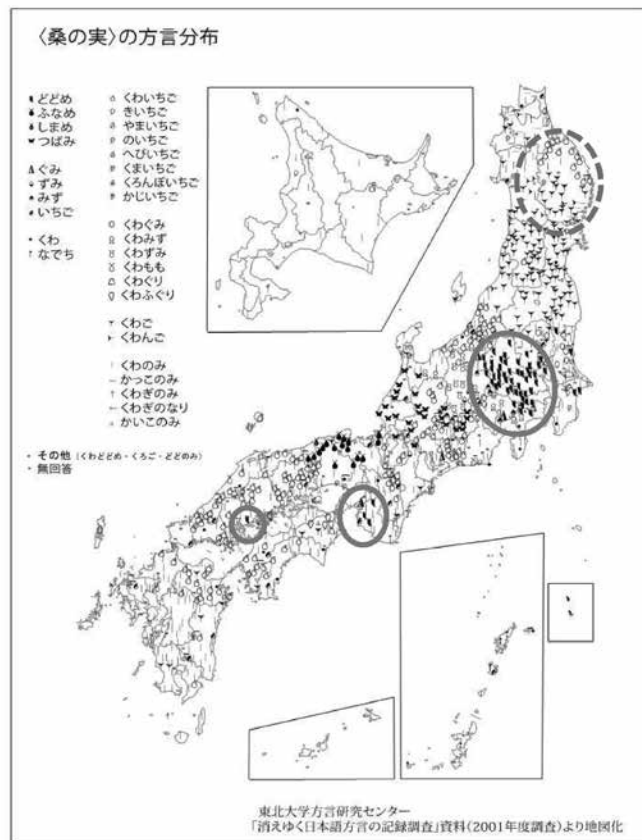 〈桑の実〉の方言分布
どどめ
ふなめ
しまめ
つばみ
ぐみ
ずみ
みず
いちご
くわ
なでち
くわいちご
きいちご
やまいちご
のいちご
へびいちご
くまいちご
くろんぼいちご
かじいちご
くわぐみ
くわみず
くわずみ
くわもも
くわぐり
くわふぐり
くわご
くわんご
くわのみ
かっこのみ
くわぎのみ
くわぎのなり
かいこのみ
その他（くわどどめ・くろご・どどのみ）
無回答
東北大学方言研究センター
「消えゆく日本語方言の記録調査」資料(2001年度調査)より地図化